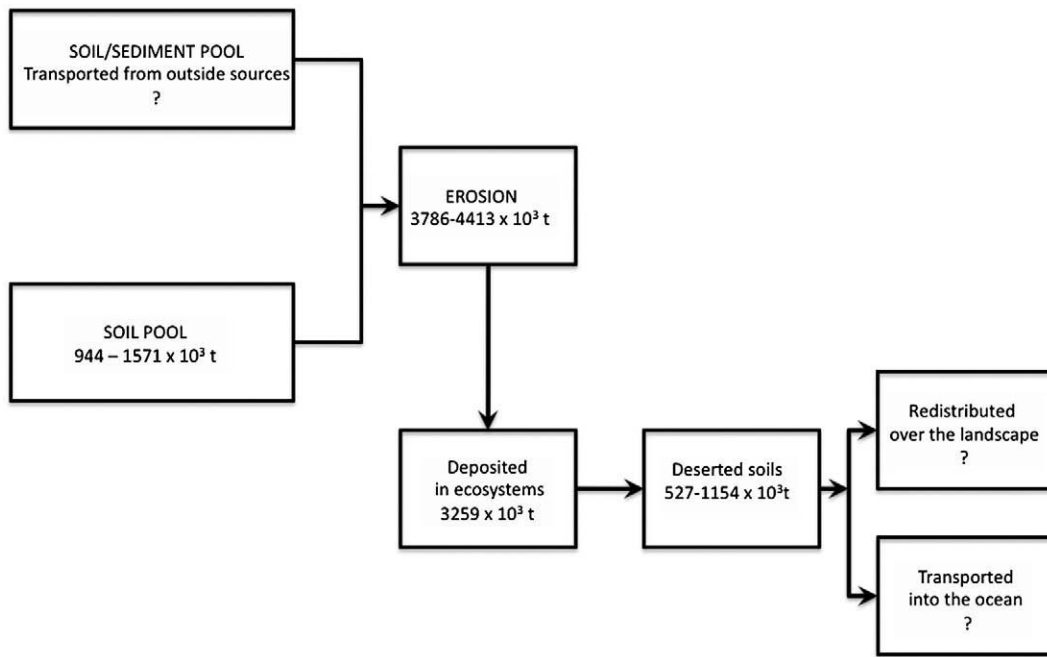 SOIL/SEDIMENT POOL
Transported from outside sources
?
EROSION
3786-4413 x 10³ t
SOIL POOL
944 – 1571 x 10³ t
Deposited
in ecosystems
3259 x 10³ t
Deserted soils
527-1154 x 10³t
Redistributed
over the landscape
?
Transported
into the ocean
?